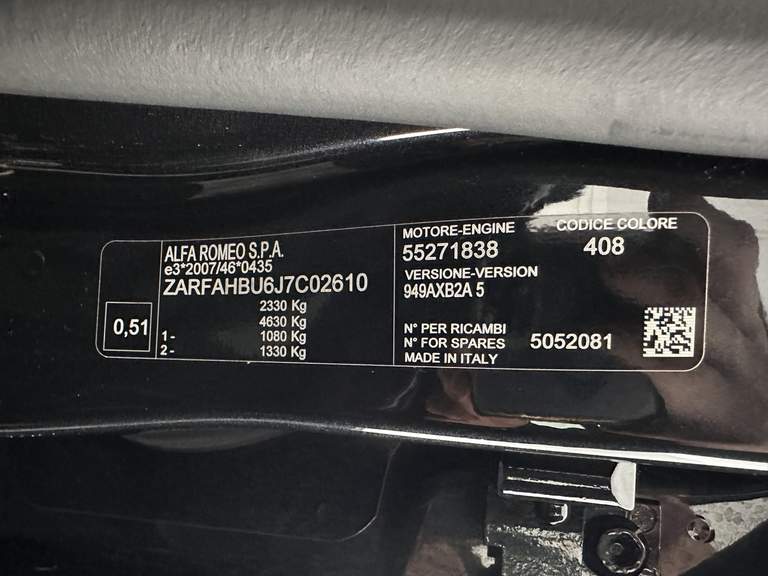 ALFA ROMEO S.P.A.
e3*2007/46*0435
ZARFAHBU6J7C02610
2330 Kg
4630 Kg
1- 1080 Kg
2- 1330 Kg
0,51
MOTORE-ENGINE
55271838
CODICE COLORE
408
VERSIONE-VERSION
949AXB2A 5
N° PER RICAMBI
N° FOR SPARES 5052081
MADE IN ITALY